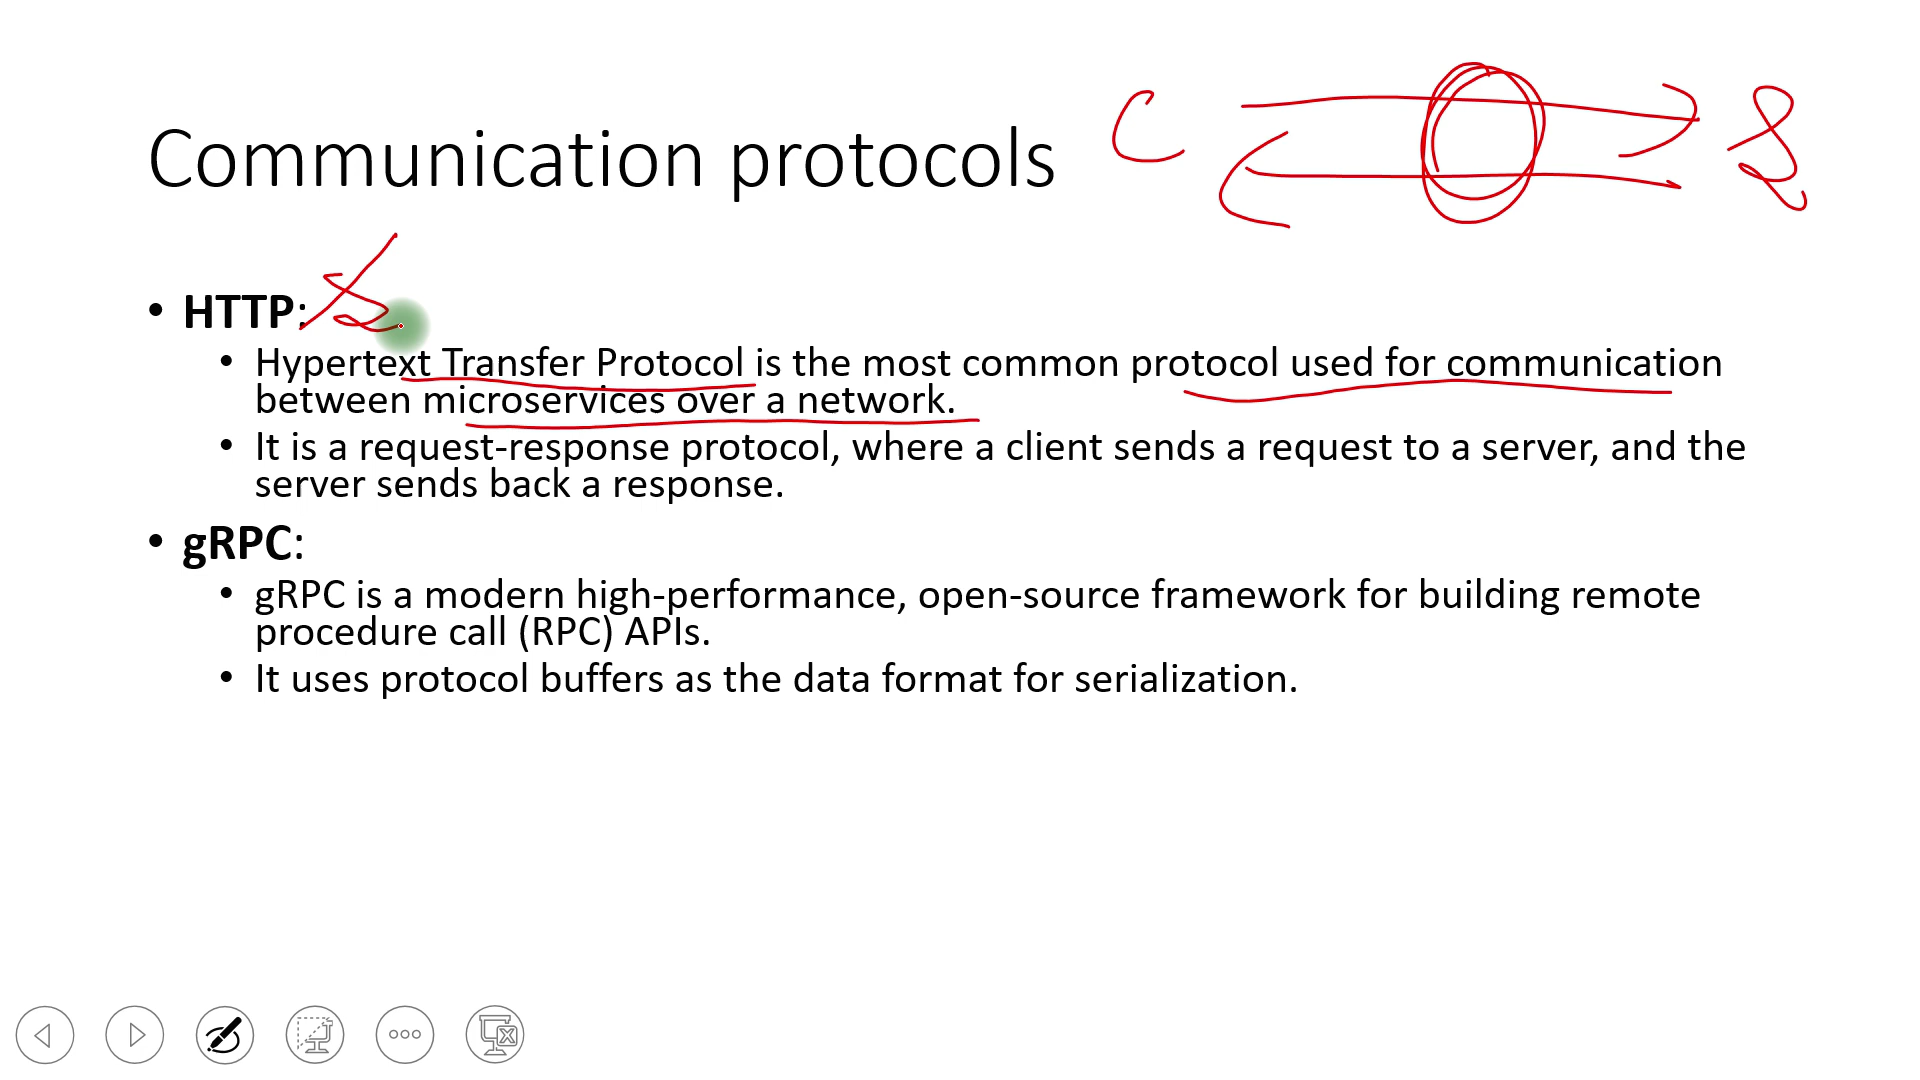 Communication protocols
C
S
• HTTP: /s
• Hypertext Transfer Protocol is the most common protocol used for communication
between microservices over a network.
• It is a request-response protocol, where a client sends a request to a server, and the
server sends back a response.
• gRPC:
• gRPC is a modern high-performance, open-source framework for building remote
procedure call (RPC) APIs.
• It uses protocol buffers as the data format for serialization.